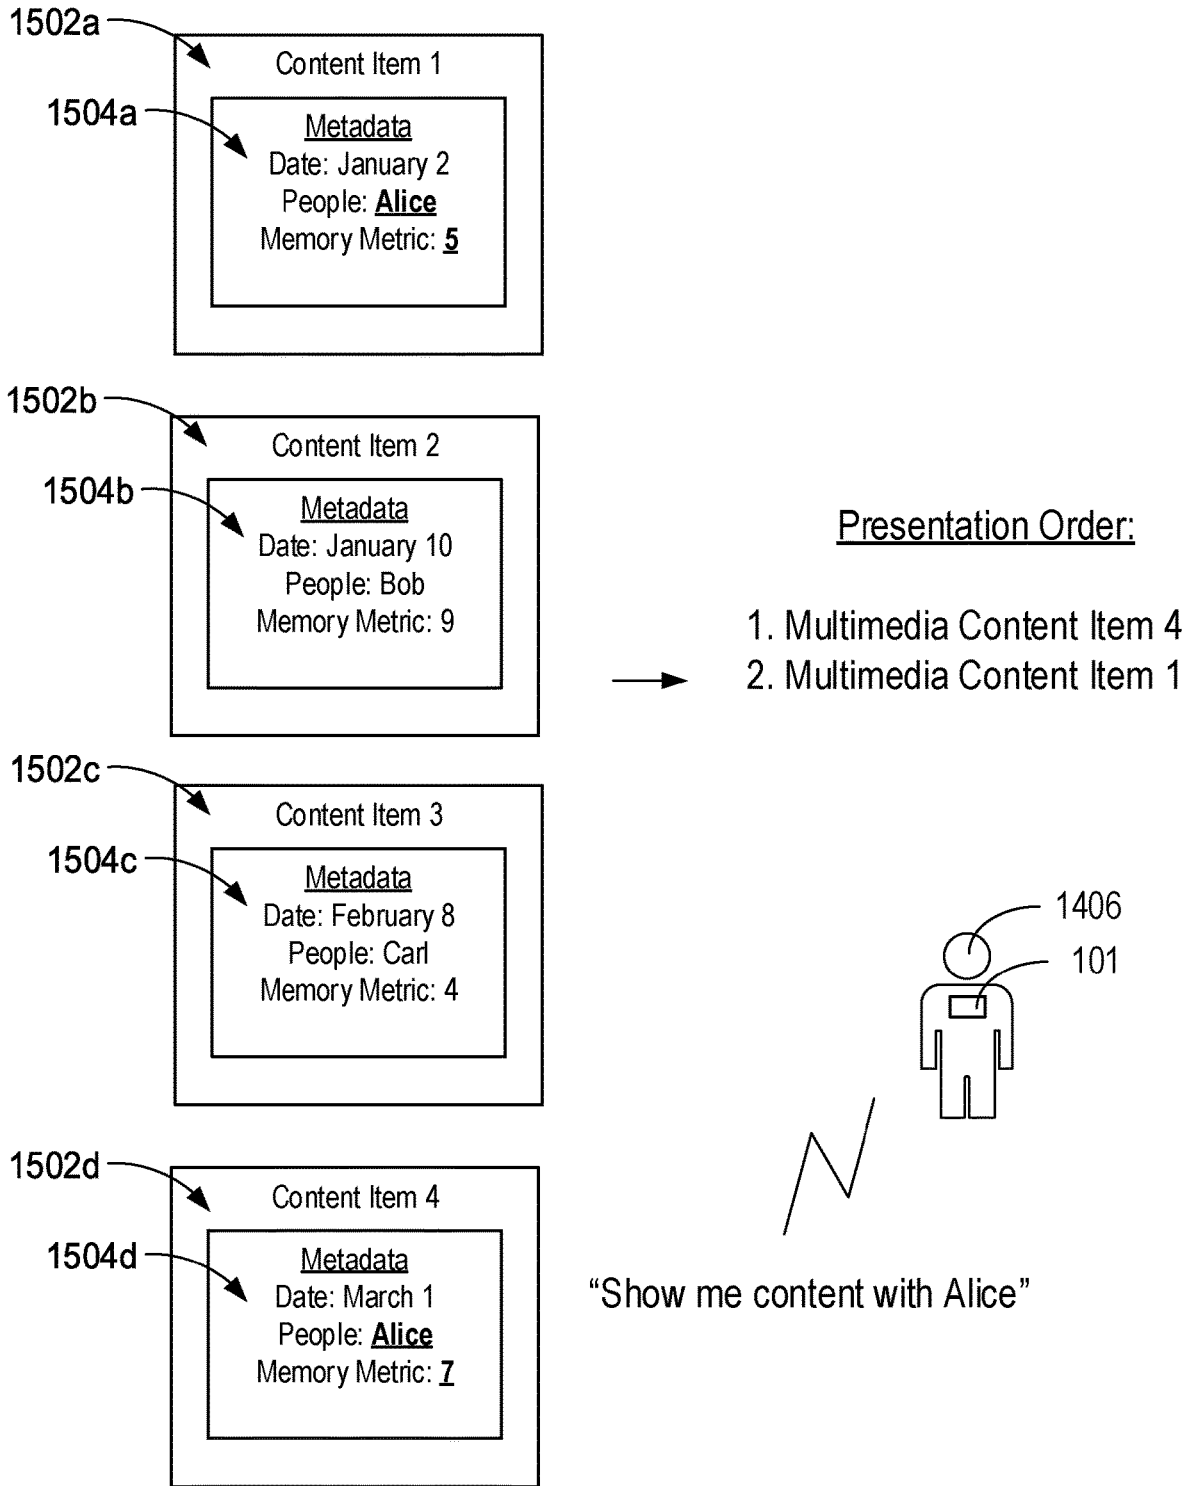 1502a
Content Item 1
1504a
Metadata
Date: January 2
People: Alice
Memory Metric: 5
1502b
Content Item 2
1504b
Metadata
Date: January 10
People: Bob
Memory Metric: 9
1502c
Content Item 3
1504c
Metadata
Date: February 8
People: Carl
Memory Metric: 4
1502d
Content Item 4
1504d
Metadata
Date: March 1
People: Alice
Memory Metric: 7
Presentation Order:
1. Multimedia Content Item 4
2. Multimedia Content Item 1
1406
101
“Show me content with Alice”